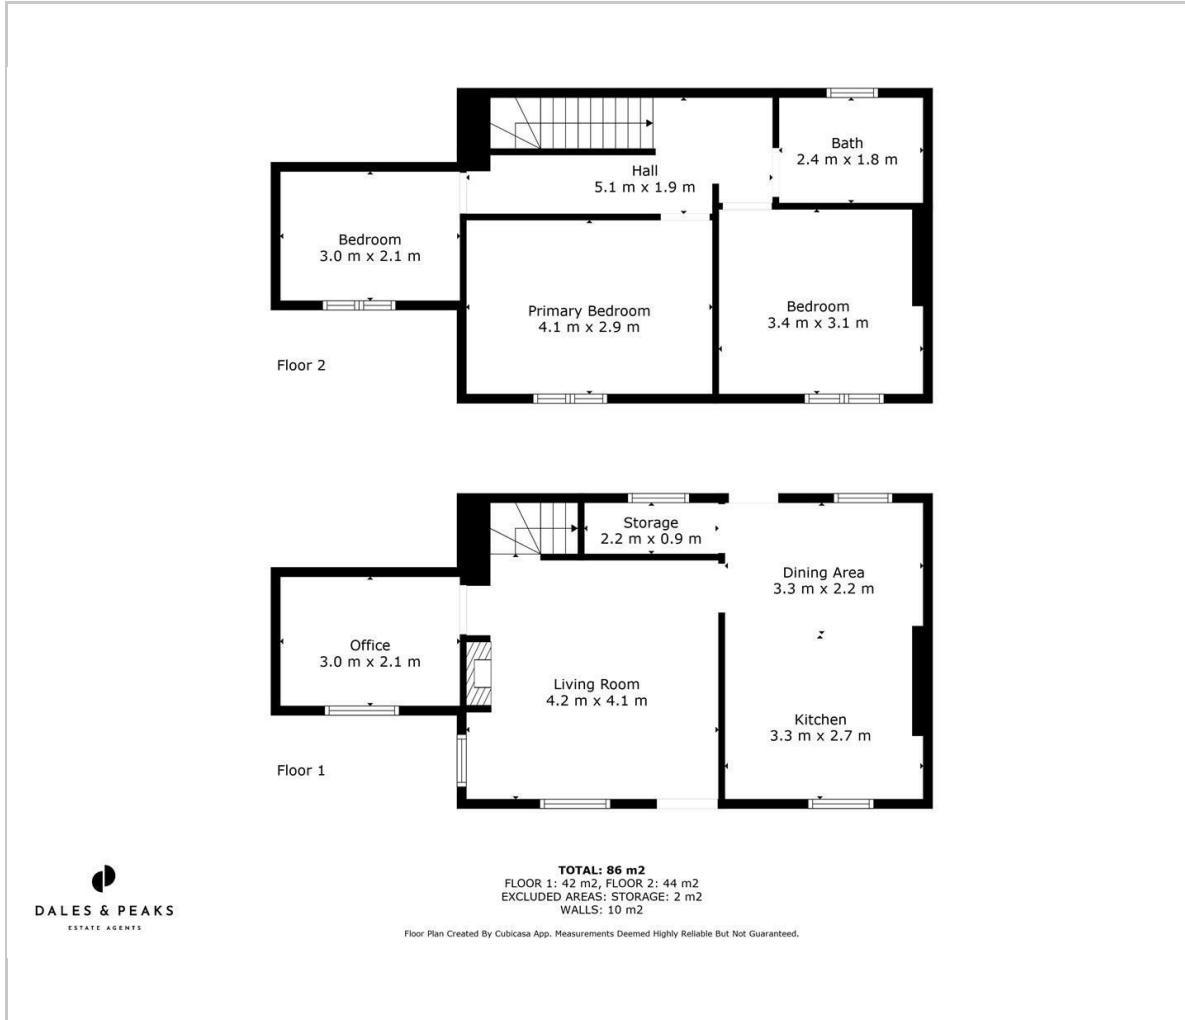 Bath
2.4 m x 1.8 m
Hall
5.1 m x 1.9 m
Bedroom
3.0 m x 2.1 m
Primary Bedroom
4.1 m x 2.9 m
Bedroom
3.4 m x 3.1 m
Floor 2
Storage
2.2 m x 0.9 m
Dining Area
3.3 m x 2.2 m
Office
3.0 m x 2.1 m
Living Room
4.2 m x 4.1 m
Kitchen
3.3 m x 2.7 m
Floor 1
TOTAL: 86 m2
FLOOR 1: 42 m2, FLOOR 2: 44 m2
EXCLUDED AREAS: STORAGE: 2 m2
WALLS: 10 m2
DALES & PEAKS
ESTATE AGENTS
Floor Plan Created By Cubicasa App. Measurements Deemed Highly Reliable But Not Guaranteed.